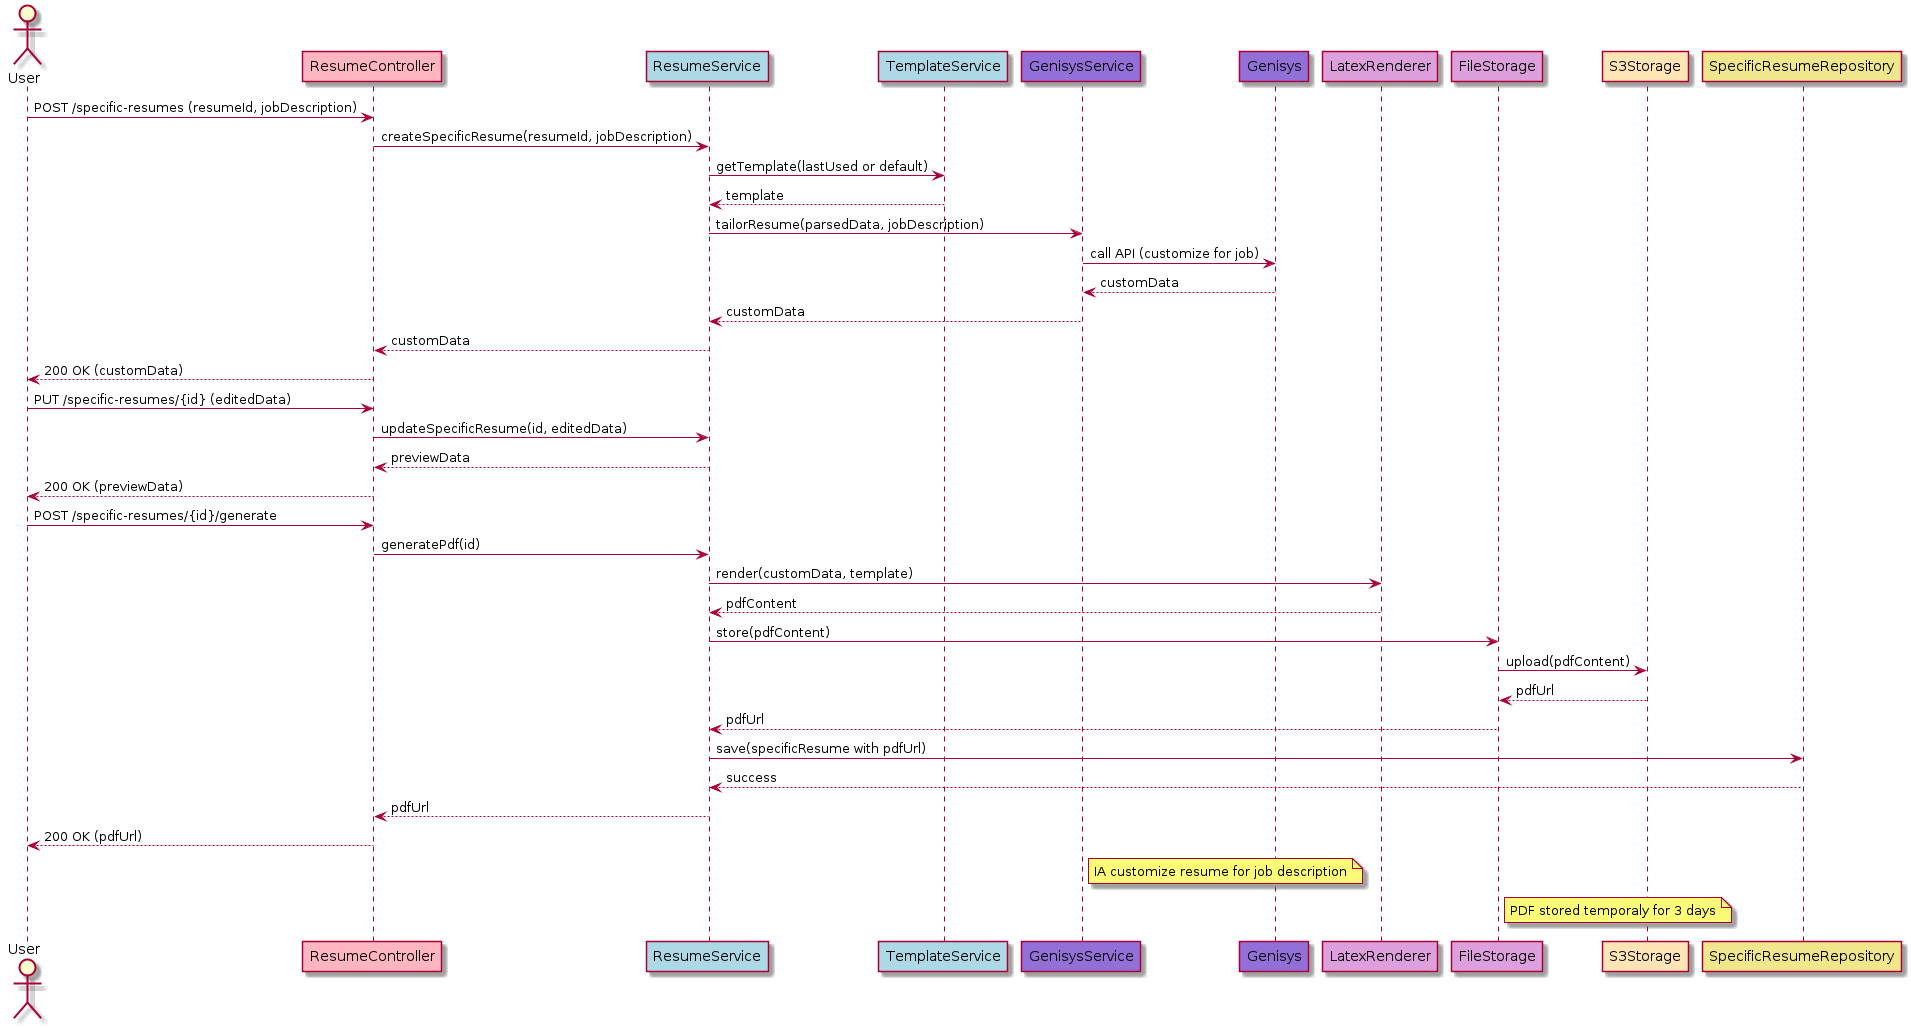 User
ResumeController
ResumeService
TemplateService
GenisysService
Genisys
LatexRenderer
FileStorage
S3Storage
SpecificResumeRepository
POST /specific-resumes (resumeId, jobDescription)
createSpecificResume(resumeId, jobDescription)
getTemplate(lastUsed or default)
template
tailorResume(parsedData, jobDescription)
call API (customize for job)
customData
customData
customData
200 OK (customData)
PUT /specific-resumes/{id} (editedData)
updateSpecificResume(id, editedData)
previewData
200 OK (previewData)
POST /specific-resumes/{id}/generate
generatePdf(id)
render(customData, template)
pdfContent
store(pdfContent)
upload(pdfContent)
pdfUrl
pdfUrl
save(specificResume with pdfUrl)
success
pdfUrl
200 OK (pdfUrl)
IA customize resume for job description
PDF stored temporaly for 3 days
User
ResumeController
ResumeService
TemplateService
GenisysService
Genisys
LatexRenderer
FileStorage
S3Storage
SpecificResumeRepository